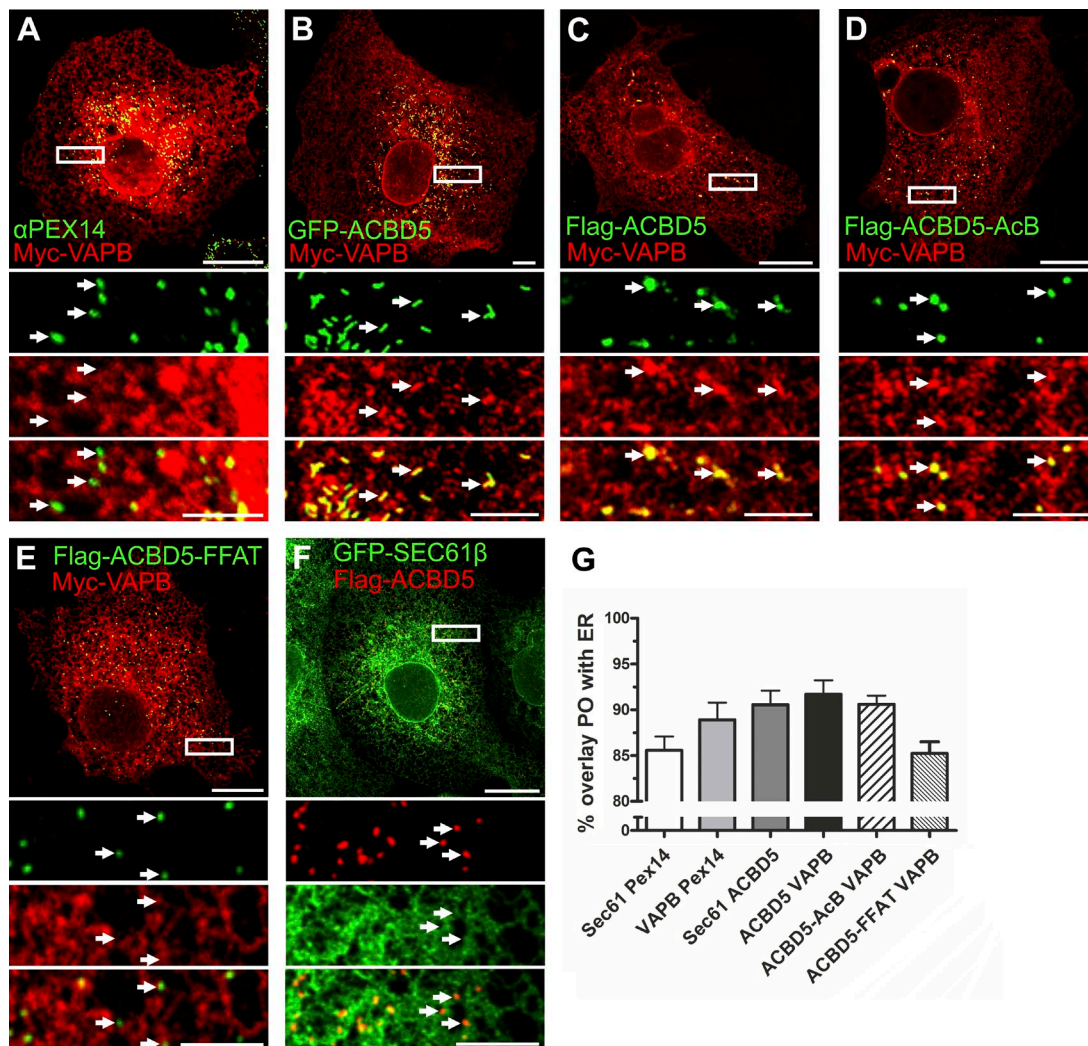 A
αPEX14
Myc-VAPB
B
GFP-ACBD5
Myc-VAPB
C
Flag-ACBD5
Myc-VAPB
D
Flag-ACBD5-AcB
Myc-VAPB
E
Flag-ACBD5-FFAT
Myc-VAPB
F
GFP-SEC61β
Flag-ACBD5
G
% overlay PO with ER
100
95
90
85
80
0
Sec61 Pex14
VAPB Pex14
Sec61 ACBD5
ACBD5 VAPB
ACBD5-AcB VAPB
ACBD5-FFAT VAPB